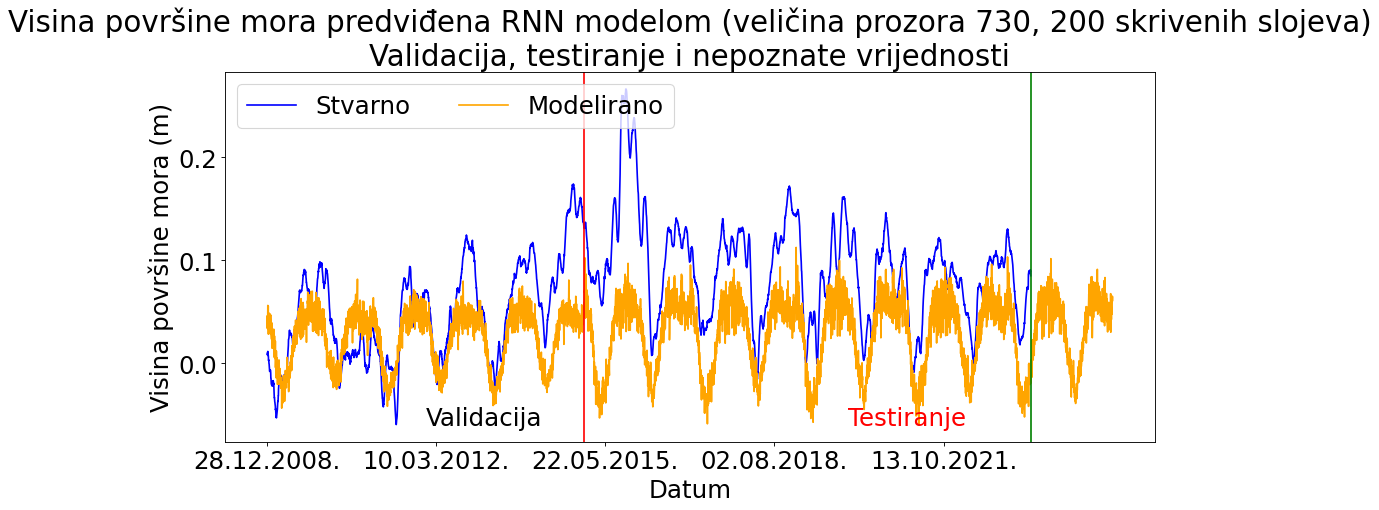 Visina površine mora predviđena RNN modelom (veličina prozora 730, 200 skrivenih slojeva)
Validacija, testiranje i nepoznate vrijednosti
Stvarno
Modelirano
Visina površine mora (m)
0.2
0.1
0.0
Validacija
Testiranje
28.12.2008.
10.03.2012.
22.05.2015.
02.08.2018.
13.10.2021.
Datum